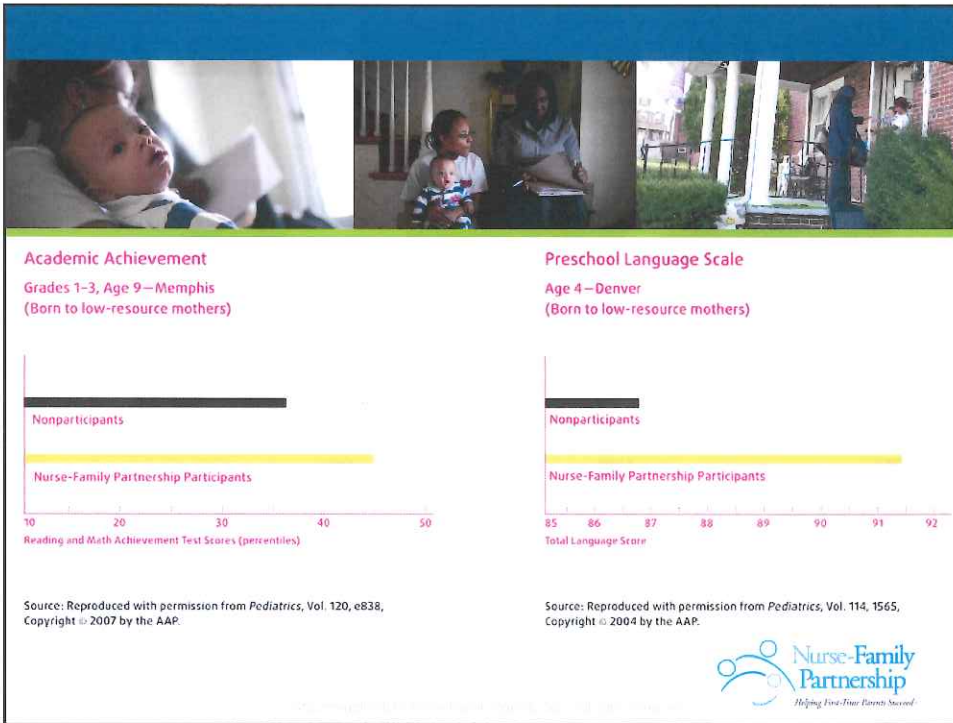 Academic Achievement
Grades 1–3, Age 9—Memphis
(Born to low-resource mothers)
Nonparticipants
Nurse-Family Partnership Participants
10 20 30 40 50
Reading and Math Achievement Test Scores (percentiles)
Source: Reproduced with permission from Pediatrics, Vol. 120, e838,
Copyright © 2007 by the AAP.
Preschool Language Scale
Age 4—Denver
(Born to low-resource mothers)
Nonparticipants
Nurse-Family Partnership Participants
85 86 87 88 89 90 91 92
Total Language Score
Source: Reproduced with permission from Pediatrics, Vol. 114, 1565,
Copyright © 2004 by the AAP.
Nurse-Family
Partnership
Helping First-Time Parents Succeed